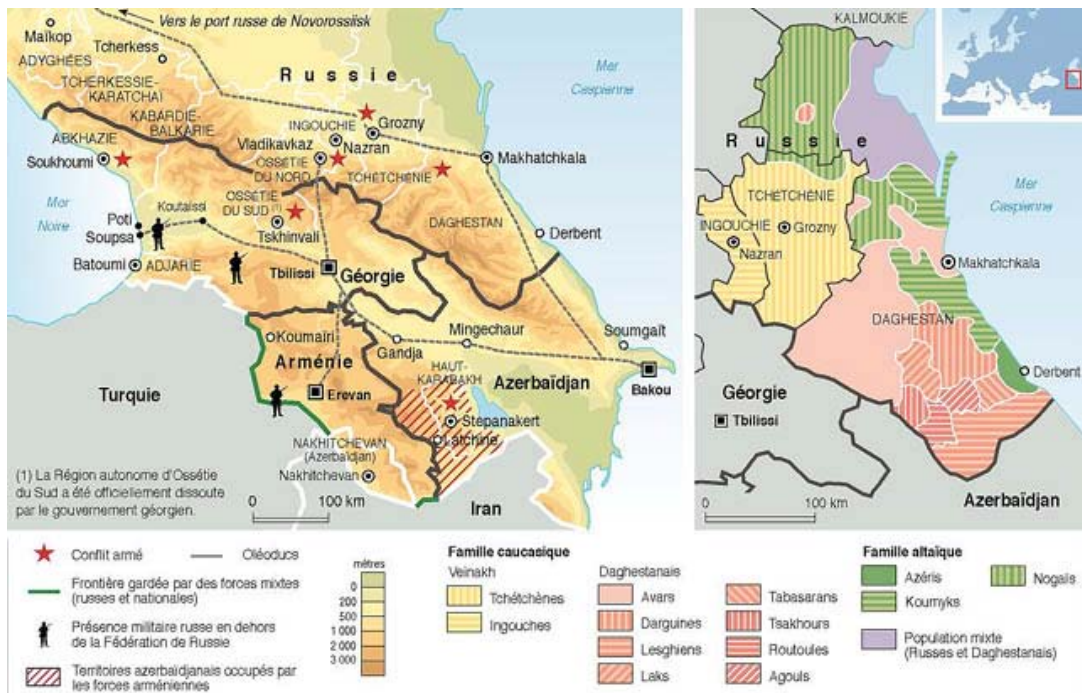 Vers le port russe de Novorossiisk
Maïkop
Tcherkess
ADYGHÉES
TCHERKESSIE-
KARATCHAÏ
Russie
Mer
Caspienne
KABARDIE-
BALKARIE
INGOUCHIE
Grozny
ABKHAZIE
Vladikavkaz
Nazran
Soukhoumi
OSSÉTIE
DU NORD
TCHÉTCHÉNIE
Makhatchkala
Mer
Noire
OSSÉTIE
DU SUD (1)
Koutaïssi
Poti
Soupsa
Tskhinvali
DAGHESTAN
Derbent
Batoumi
ADJARIE
Tbilissi
Géorgie
Koumaïri
Mingechaur
Soumgaït
Gandja
Arménie
HAUT-
KARABAKH
Azerbaïdjan
Bakou
Turquie
Erevan
Stepanakert
Latchine
NAKHITCHEVAN
(Azerbaïdjan)
Nakhitchevan
(1) La Région autonome d'Ossétie
du Sud a été officiellement dissoute
par le gouvernement géorgien.
0 100 km
Iran
KALMOUKIE
Russie
TCHÉTCHÉNIE
INGOUCHIE
Grozny
Nazran
Mer
Caspienne
Makhatchkala
DAGHESTAN
Derbent
Géorgie
Tbilissi
0 100 km
Azerbaïdjan
Conflit armé
Oléoducs
Frontière gardée par des forces mixtes
(russes et nationales)
Présence militaire russe en dehors
de la Fédération de Russie
Territoires azerbaïdjanais occupés par
les forces arméniennes
mètres
0
200
500
1 000
2 000
3 000
Famille caucasique
Veinakh
Tchétchènes
Ingouches
Daghestanais
Avars
Darguines
Lesghiens
Laks
Tabasarans
Tsakhours
Routoules
Agouls
Famille altaïque
Azéris
Koumyks
Nogaïs
Population mixte
(Russes et Daghestanais)